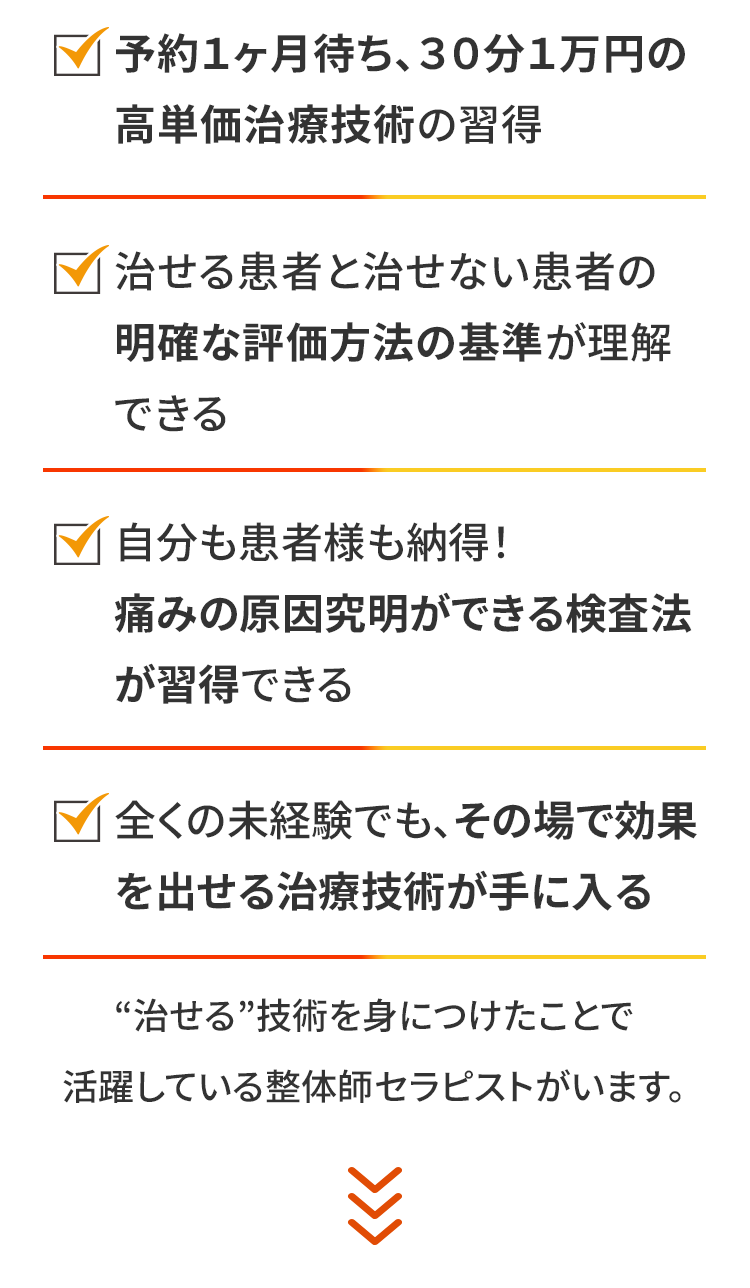 予約１ヶ月待ち、３０分１万円の
高単価治療技術の習得
治せる患者と治せない患者の
明確な評価方法の基準が理解
できる
自分も患者様も納得！
痛みの原因究明ができる検査法
が習得できる
全くの未経験でも、その場で効果
を出せる治療技術が手に入る
“治せる”技術を身につけたことで
活躍している整体師セラピストがいます。